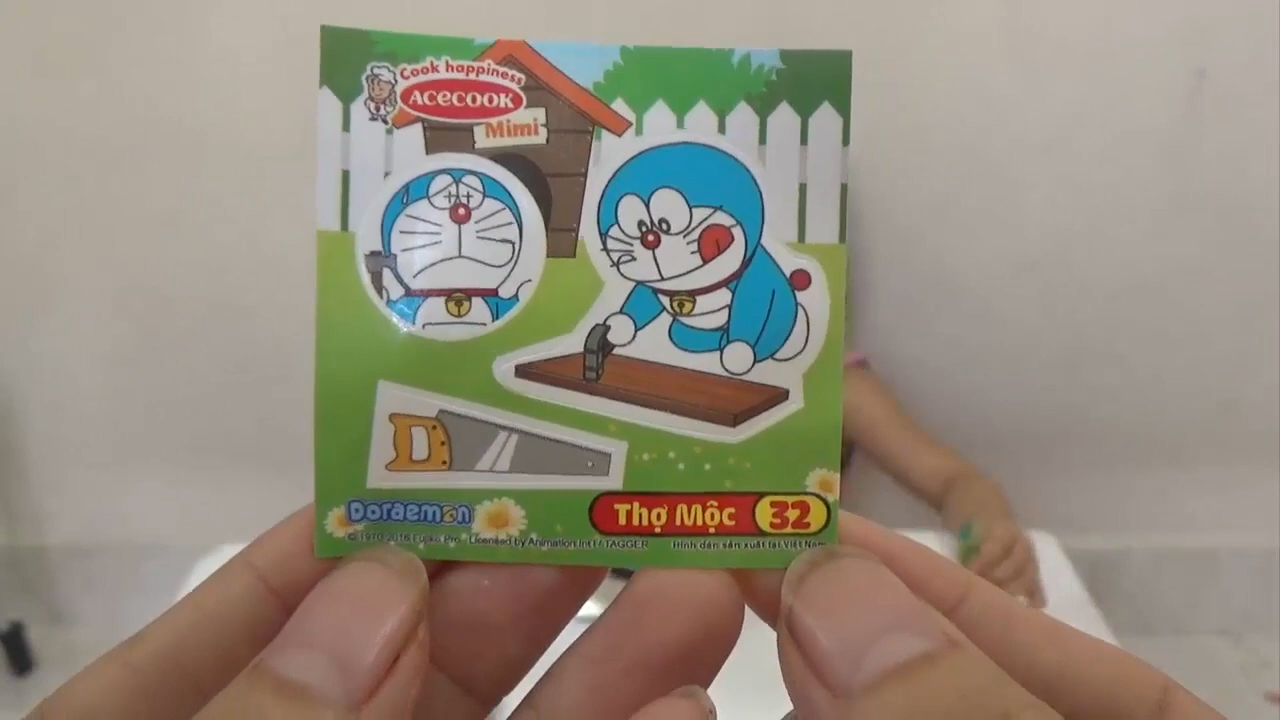 Cook happiness
ACECOOK
Mimi
Doraemon
Thợ Mộc 32
© 1970-2016 Fujiko Pro Licensed by Animation Int'l / TAGGER Hình dán sản xuất tại Việt Nam